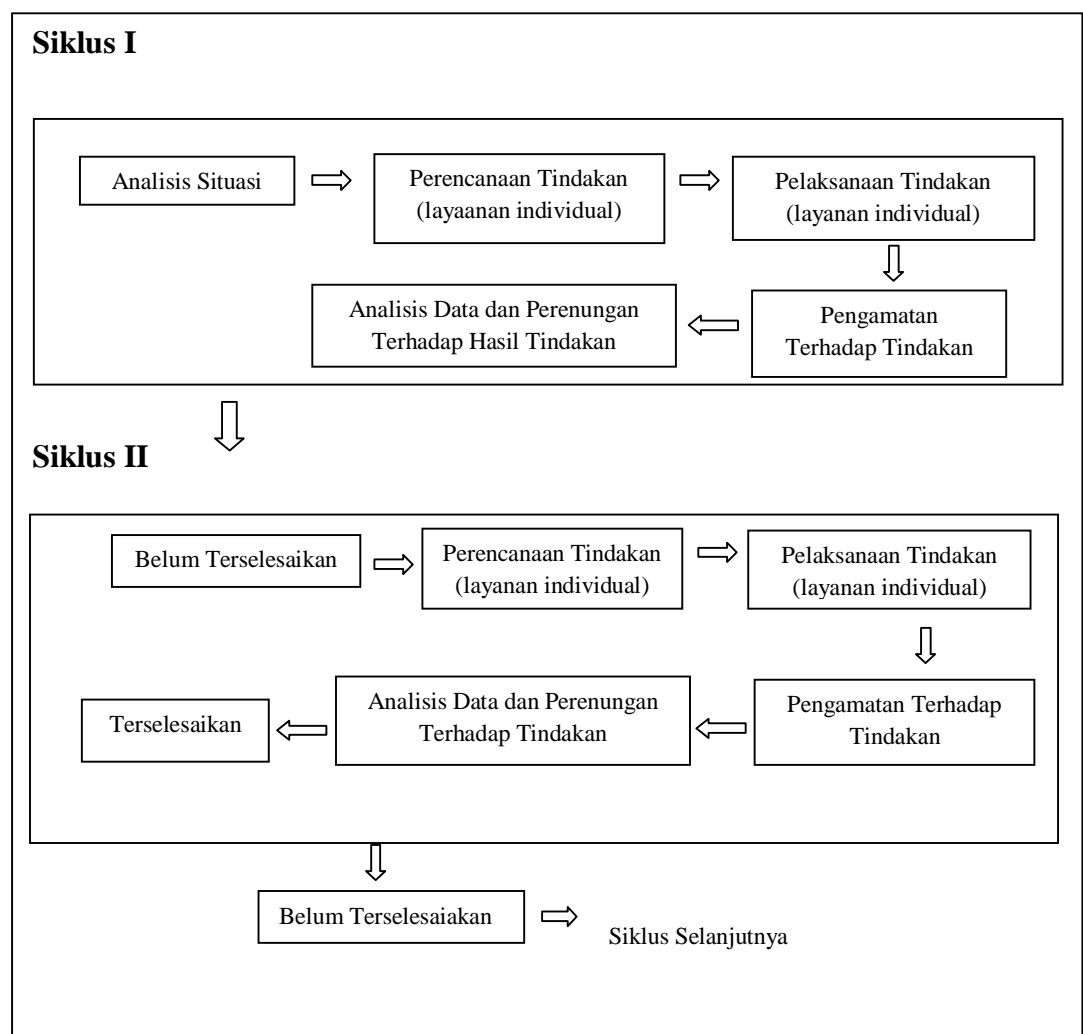 Siklus I
Analisis Situasi
Perencanaan Tindakan
(layaanan individual)
Pelaksanaan Tindakan
(layanan individual)
Pengamatan
Terhadap Tindakan
Analisis Data dan Perenungan
Terhadap Hasil Tindakan
Siklus II
Belum Terselesaikan
Perencanaan Tindakan
(layanan individual)
Pelaksanaan Tindakan
(layanan individual)
Pengamatan Terhadap
Tindakan
Analisis Data dan Perenungan
Terhadap Tindakan
Terselesaikan
Belum Terselesaiakan
Siklus Selanjutnya